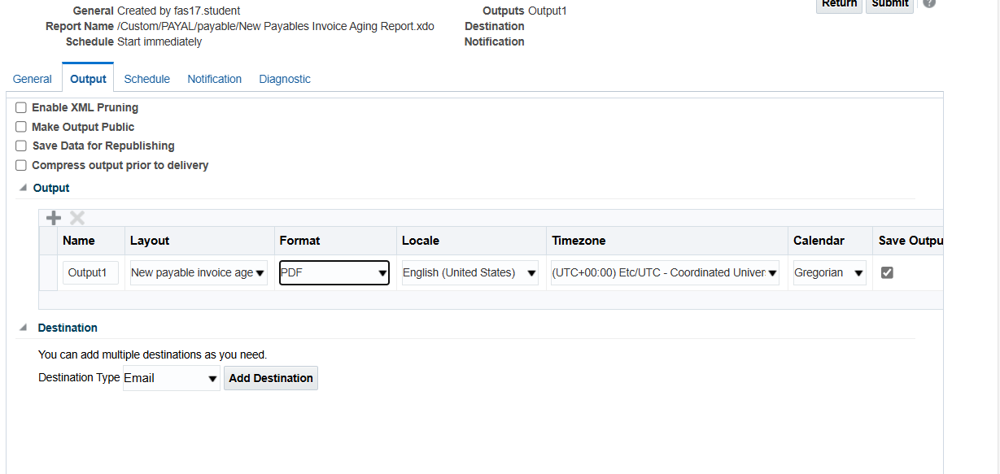 General Created by fas17.student
Outputs Output1
Return
Submit
Report Name /Custom/PAYAL/payable/New Payables Invoice Aging Report.xdo
Destination
Schedule Start immediately
Notification
General Output Schedule Notification Diagnostic
Enable XML Pruning
Make Output Public
Save Data for Republishing
Compress output prior to delivery
Output
Name Layout Format Locale Timezone Calendar Save Outpu
Output1 New payable invoice age PDF English (United States) (UTC+00:00) Etc/UTC - Coordinated Univer Gregorian
Destination
You can add multiple destinations as you need.
Destination Type Email Add Destination